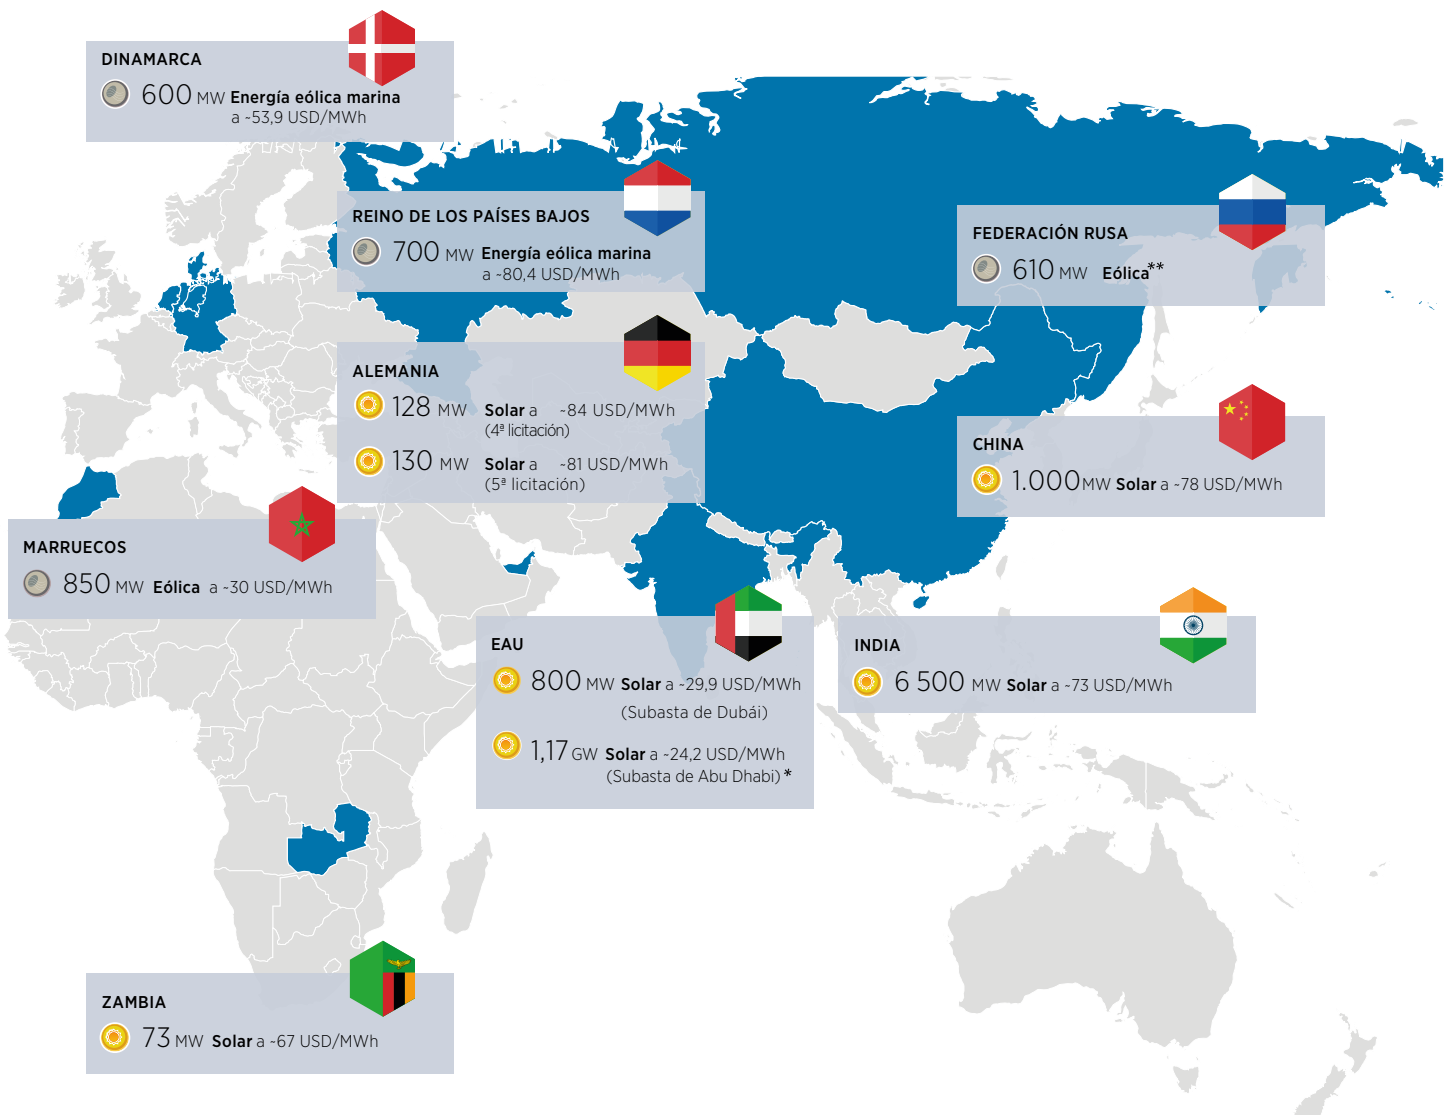 DINAMARCA
600 MW Energía eólica marina
a ~53,9 USD/MWh
REINO DE LOS PAÍSES BAJOS
700 MW Energía eólica marina
a ~80,4 USD/MWh
FEDERACIÓN RUSA
610 MW Eólica**
ALEMANIA
128 MW Solar a ~84 USD/MWh
(4ª licitación)
130 MW Solar a ~81 USD/MWh
(5ª licitación)
CHINA
1.000 MW Solar a ~78 USD/MWh
MARRUECOS
850 MW Eólica a ~30 USD/MWh
EAU
800 MW Solar a ~29,9 USD/MWh
(Subasta de Dubái)
1,17 GW Solar a ~24,2 USD/MWh
(Subasta de Abu Dhabi) *
INDIA
6 500 MW Solar a ~73 USD/MWh
ZAMBIA
73 MW Solar a ~67 USD/MWh